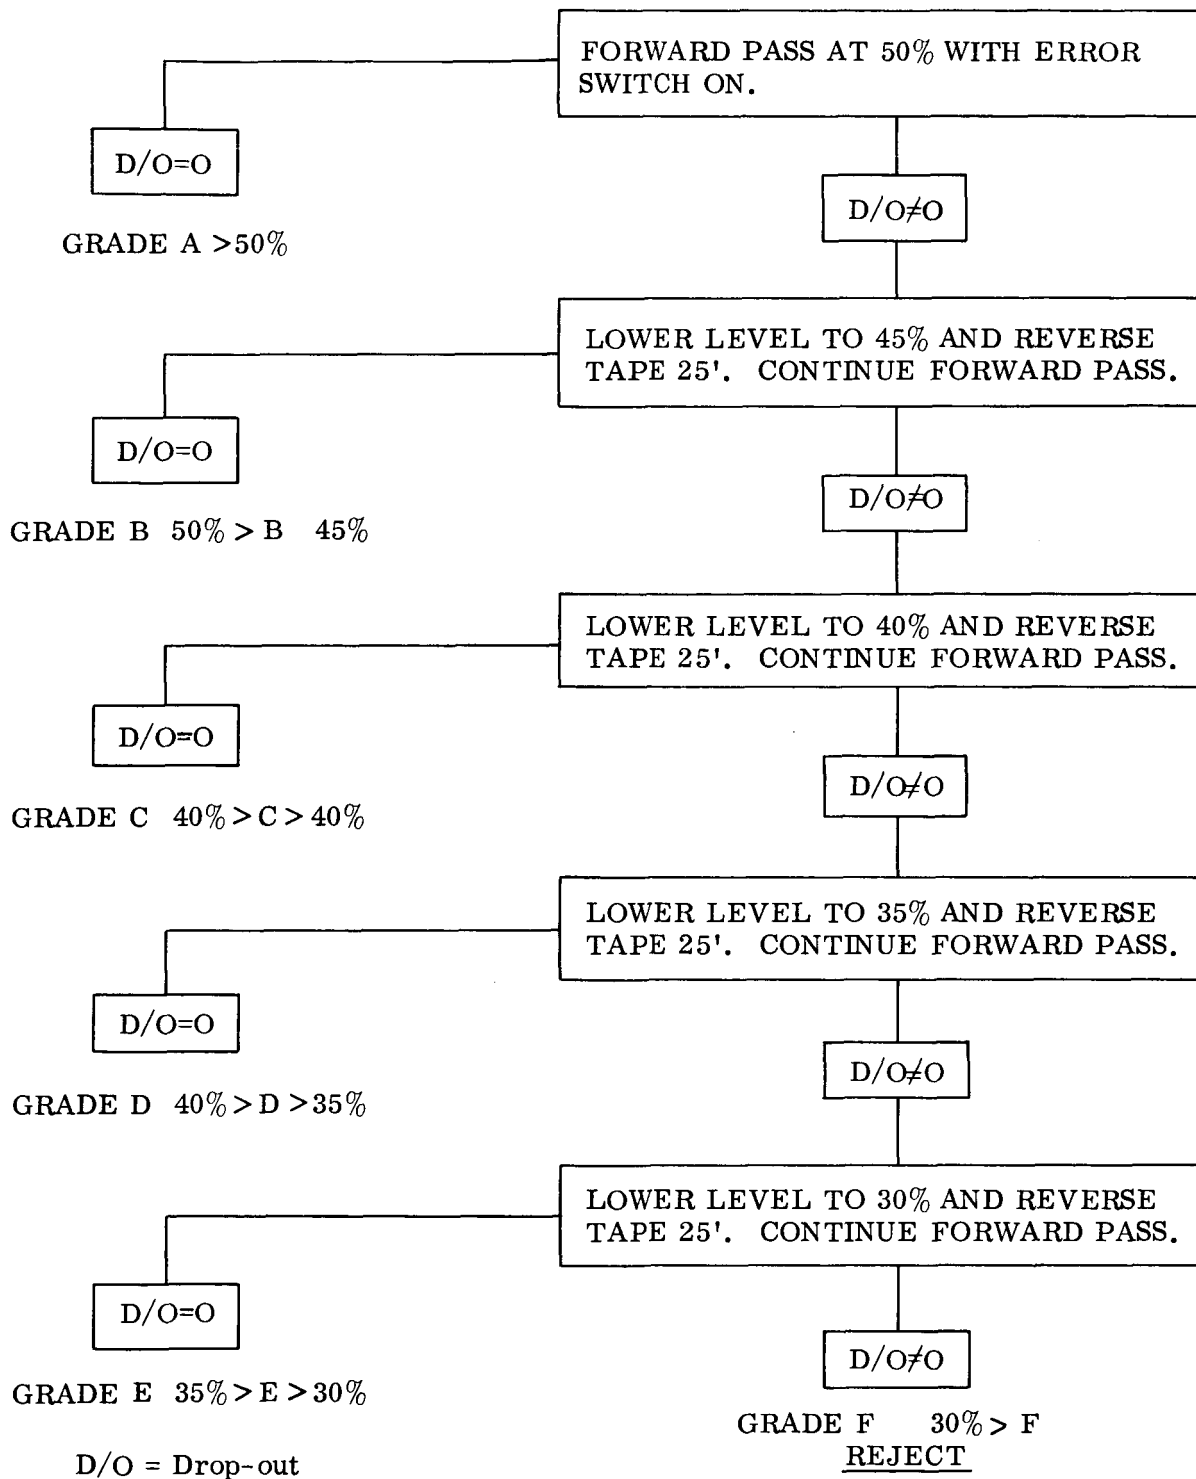 FORWARD PASS AT 50% WITH ERROR
SWITCH ON.
D/O=O
GRADE A >50%
D/O≠O
LOWER LEVEL TO 45% AND REVERSE
TAPE 25'. CONTINUE FORWARD PASS.
D/O=O
GRADE B 50% > B 45%
D/O≠O
LOWER LEVEL TO 40% AND REVERSE
TAPE 25'. CONTINUE FORWARD PASS.
D/O=O
GRADE C 40% > C > 40%
D/O≠O
LOWER LEVEL TO 35% AND REVERSE
TAPE 25'. CONTINUE FORWARD PASS.
D/O=O
GRADE D 40% > D > 35%
D/O≠O
LOWER LEVEL TO 30% AND REVERSE
TAPE 25'. CONTINUE FORWARD PASS.
D/O=O
GRADE E 35% > E > 30%
D/O≠O
GRADE F 30% > F
REJECT
D/O = Drop-out